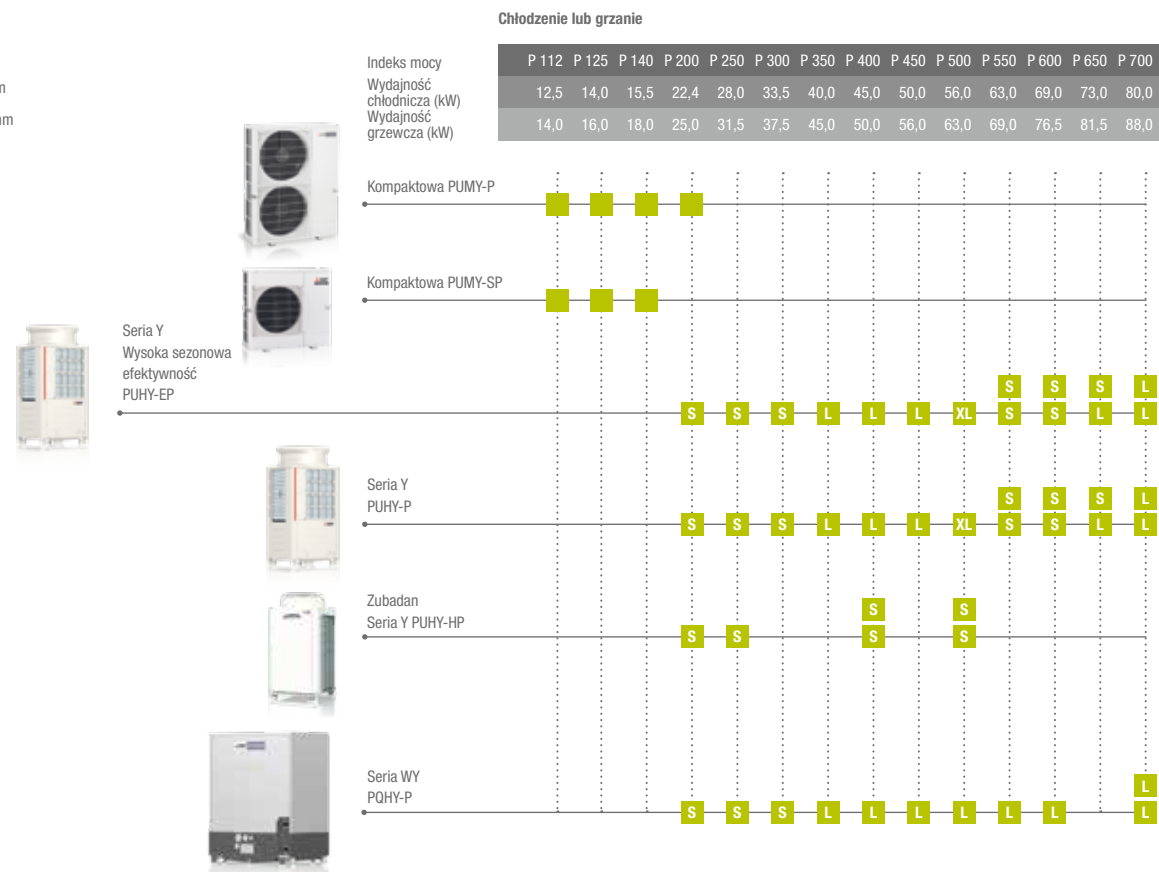 Chłodzenie lub grzanie
Indeks mocy P 112 P 125 P 140 P 200 P 250 P 300 P 350 P 400 P 450 P 500 P 550 P 600 P 650 P 700
m
Wydajność
chłodnicza (kW) 12,5 14,0 15,5 22,4 28,0 33,5 40,0 45,0 50,0 56,0 63,0 69,0 73,0 80,0
mm
Wydajność
grzewcza (kW) 14,0 16,0 18,0 25,0 31,5 37,5 45,0 50,0 56,0 63,0 69,0 76,5 81,5 88,0
Kompaktowa PUMY-P
Kompaktowa PUMY-SP
Seria Y
Wysoka sezonowa
efektywność
PUHY-EP
S S S L
S S S L L L XL S S L L
Seria Y
PUHY-P
S S S L
S S S L L L XL S S L L
Zubadan
Seria Y PUHY-HP
S S
S S S S
Seria WY
PQHY-P
L
S S S L L L L L L L